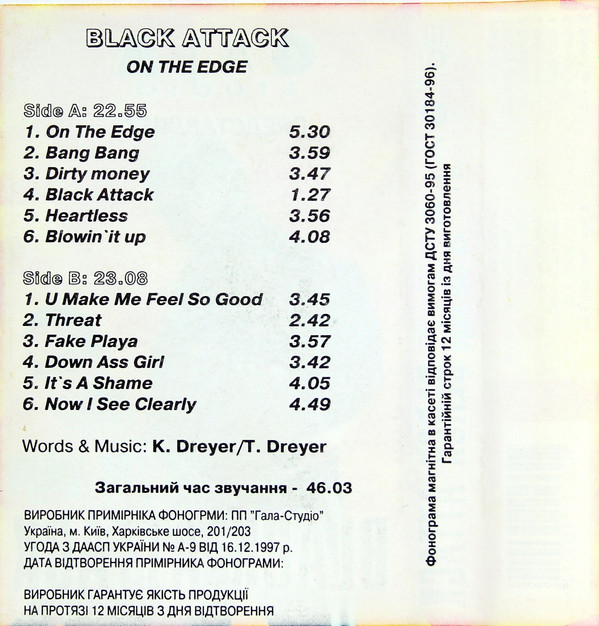 BLACK ATTACK
ON THE EDGE
Side A: 22.55
1. On The Edge 5.30
2. Bang Bang 3.59
3. Dirty money 3.47
4. Black Attack 1.27
5. Heartless 3.56
6. Blowin`it up 4.08
Side B: 23.08
1. U Make Me Feel So Good 3.45
2. Threat 2.42
3. Fake Playa 3.57
4. Down Ass Girl 3.42
5. It`s A Shame 4.05
6. Now I See Clearly 4.49
Words & Music: K. Dreyer/T. Dreyer
Загальний час звучання - 46.03
ВИРОБНИК ПРИМІРНІКА ФОНОГРМИ: ПП "Гала-Студіо"
Україна, м. Київ, Харківське шосе, 201/203
УГОДА З ДААСП УКРАЇНИ № А-9 ВІД 16.12.1997 р.
ДАТА ВІДТВОРЕННЯ ПРІМІРНИКА ФОНОГРАМИ:
ВИРОБНИК ГАРАНТУЄ ЯКІСТЬ ПРОДУКЦІЇ
НА ПРОТЯЗІ 12 МІСЯЦІВ З ДНЯ ВІДТВОРЕННЯ
Фонограма магнітна в касеті відповідає вимогам ДСТУ 3060-95 (ГОСТ 30184-96).
Гарантійній строк 12 місяців із дня виготовлення